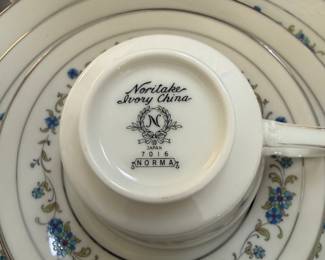 Noritake
Ivory China
N
JAPAN
7016
NORMA